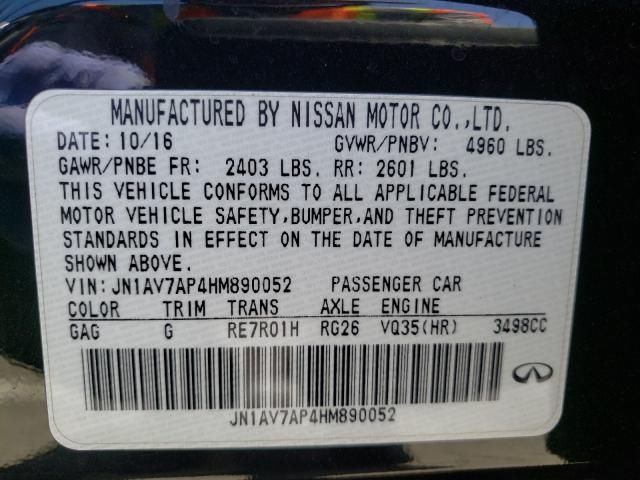 MANUFACTURED BY NISSAN MOTOR CO.,LTD.
DATE: 10/16 GVWR/PNBV: 4960 LBS.
GAWR/PNBE FR: 2403 LBS. RR: 2601 LBS.
THIS VEHICLE CONFORMS TO ALL APPLICABLE FEDERAL
MOTOR VEHICLE SAFETY,BUMPER,AND THEFT PREVENTION
STANDARDS IN EFFECT ON THE DATE OF MANUFACTURE
SHOWN ABOVE.
VIN: JN1AV7AP4HM890052 PASSENGER CAR
COLOR TRIM TRANS AXLE ENGINE
GAG G RE7R01H RG26 VQ35(HR) 3498CC
JN1AV7AP4HM890052